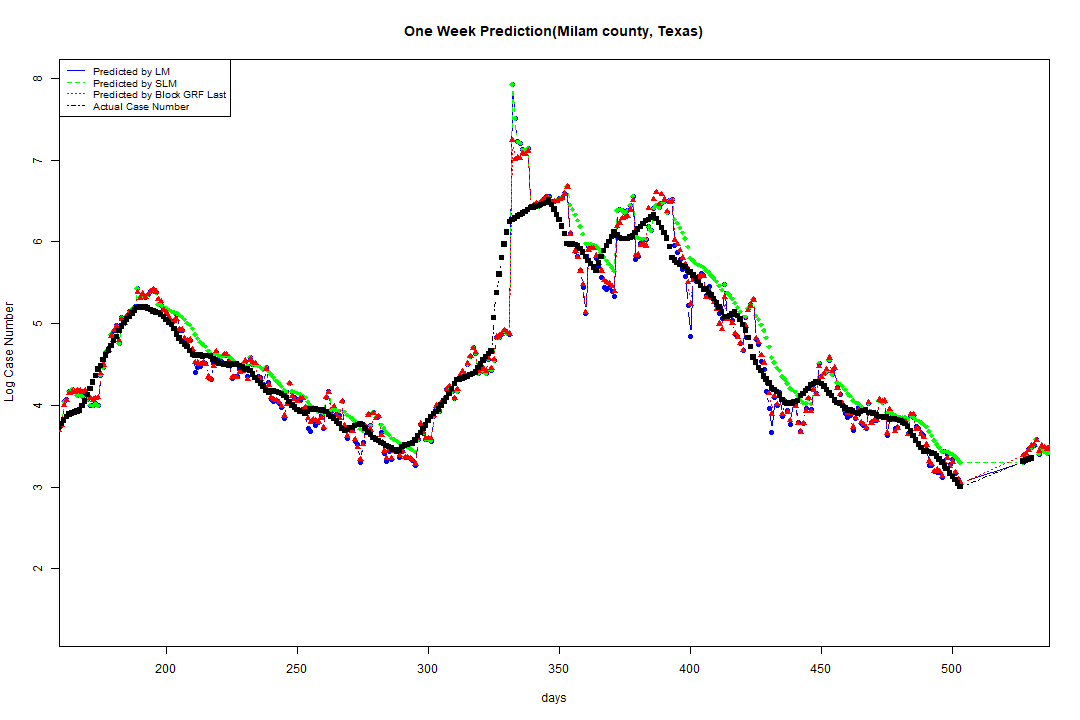 One Week Prediction(Milam county, Texas)
Predicted by LM
Predicted by SLM
Predicted by Block GRF Last
Actual Case Number
8
7
6
5
4
3
2
Log Case Number
200 250 300 350 400 450 500
days